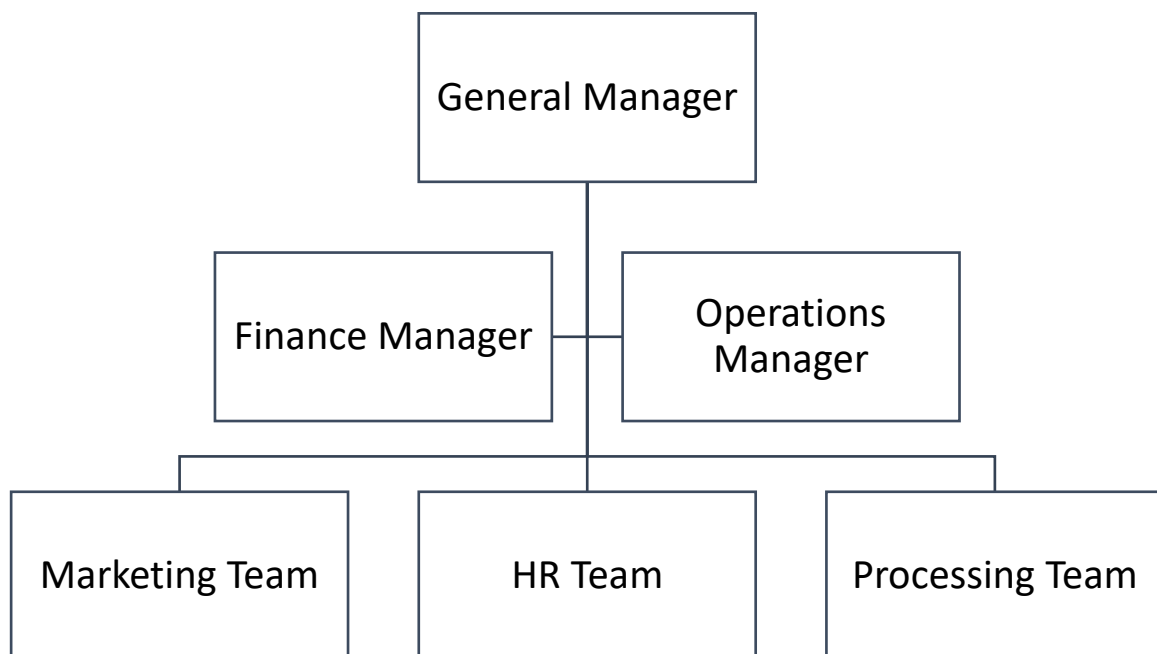 General Manager
Finance Manager
Operations
Manager
Marketing Team
HR Team
Processing Team